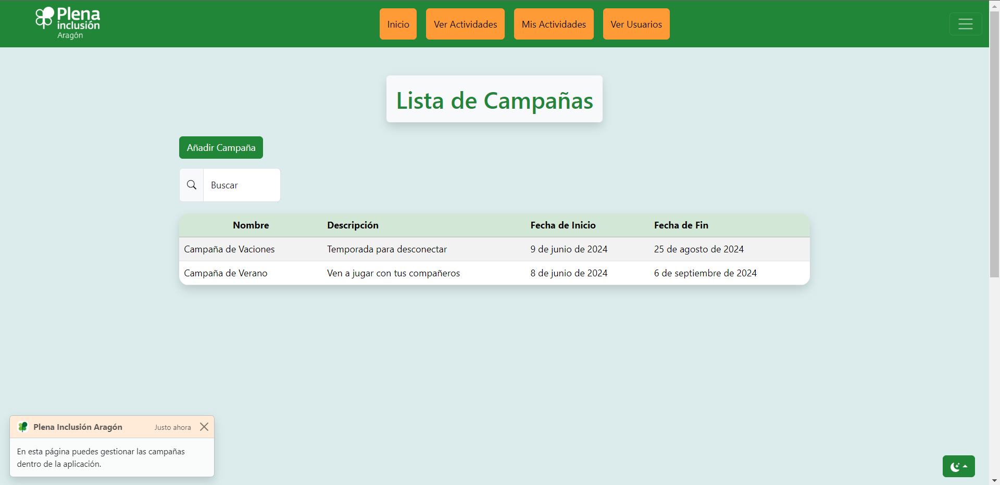 Plena
inclusión
Aragón
Inicio
Ver Actividades
Mis Actividades
Ver Usuarios
Lista de Campañas
Añadir Campaña
Buscar
Nombre Descripción Fecha de Inicio Fecha de Fin
Campaña de Vaciones Temporada para desconectar 9 de junio de 2024 25 de agosto de 2024
Campaña de Verano Ven a jugar con tus compañeros 8 de junio de 2024 6 de septiembre de 2024
Plena Inclusión Aragón Justo ahora
En esta página puedes gestionar las campañas
dentro de la aplicación.